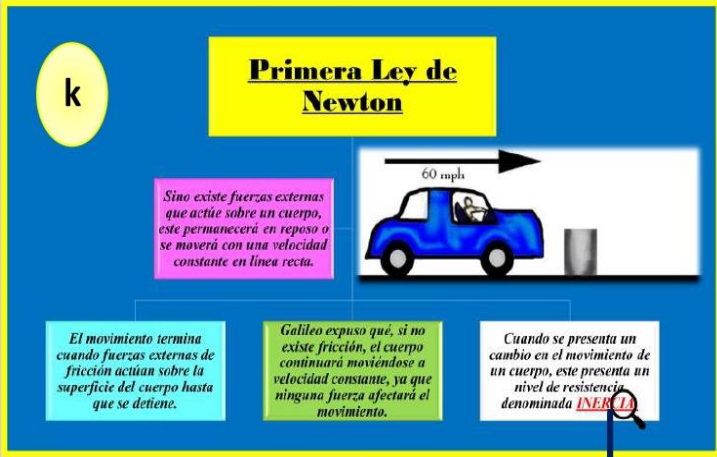 k
Primera Ley de
Newton
60 mph
Sino existe fuerzas externas
que actúe sobre un cuerpo,
este permanecerá en reposo o
se moverá con una velocidad
constante en línea recta.
El movimiento termina
cuando fuerzas externas de
fricción actúan sobre la
superficie del cuerpo hasta
que se detiene.
Galileo expuso qué, si no
existe fricción, el cuerpo
continuará moviéndose a
velocidad constante, ya que
ninguna fuerza afectará el
movimiento.
Cuando se presenta un
cambio en el movimiento de
un cuerpo, este presenta un
nivel de resistencia
denominada INERCIA